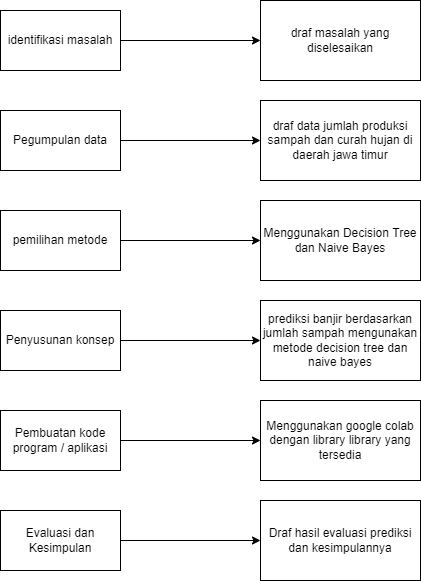 identifikasi masalah
draf masalah yang
diselesaikan
Pegumpulan data
draf data jumlah produksi
sampah dan curah hujan di
daerah jawa timur
pemilihan metode
Menggunakan Decision Tree
dan Naive Bayes
Penyusunan konsep
prediksi banjir berdasarkan
jumlah sampah mengunakan
metode decision tree dan
naive bayes
Pembuatan kode
program / aplikasi
Menggunakan google colab
dengan library library yang
tersedia
Evaluasi dan
Kesimpulan
Draf hasil evaluasi prediksi
dan kesimpulannya